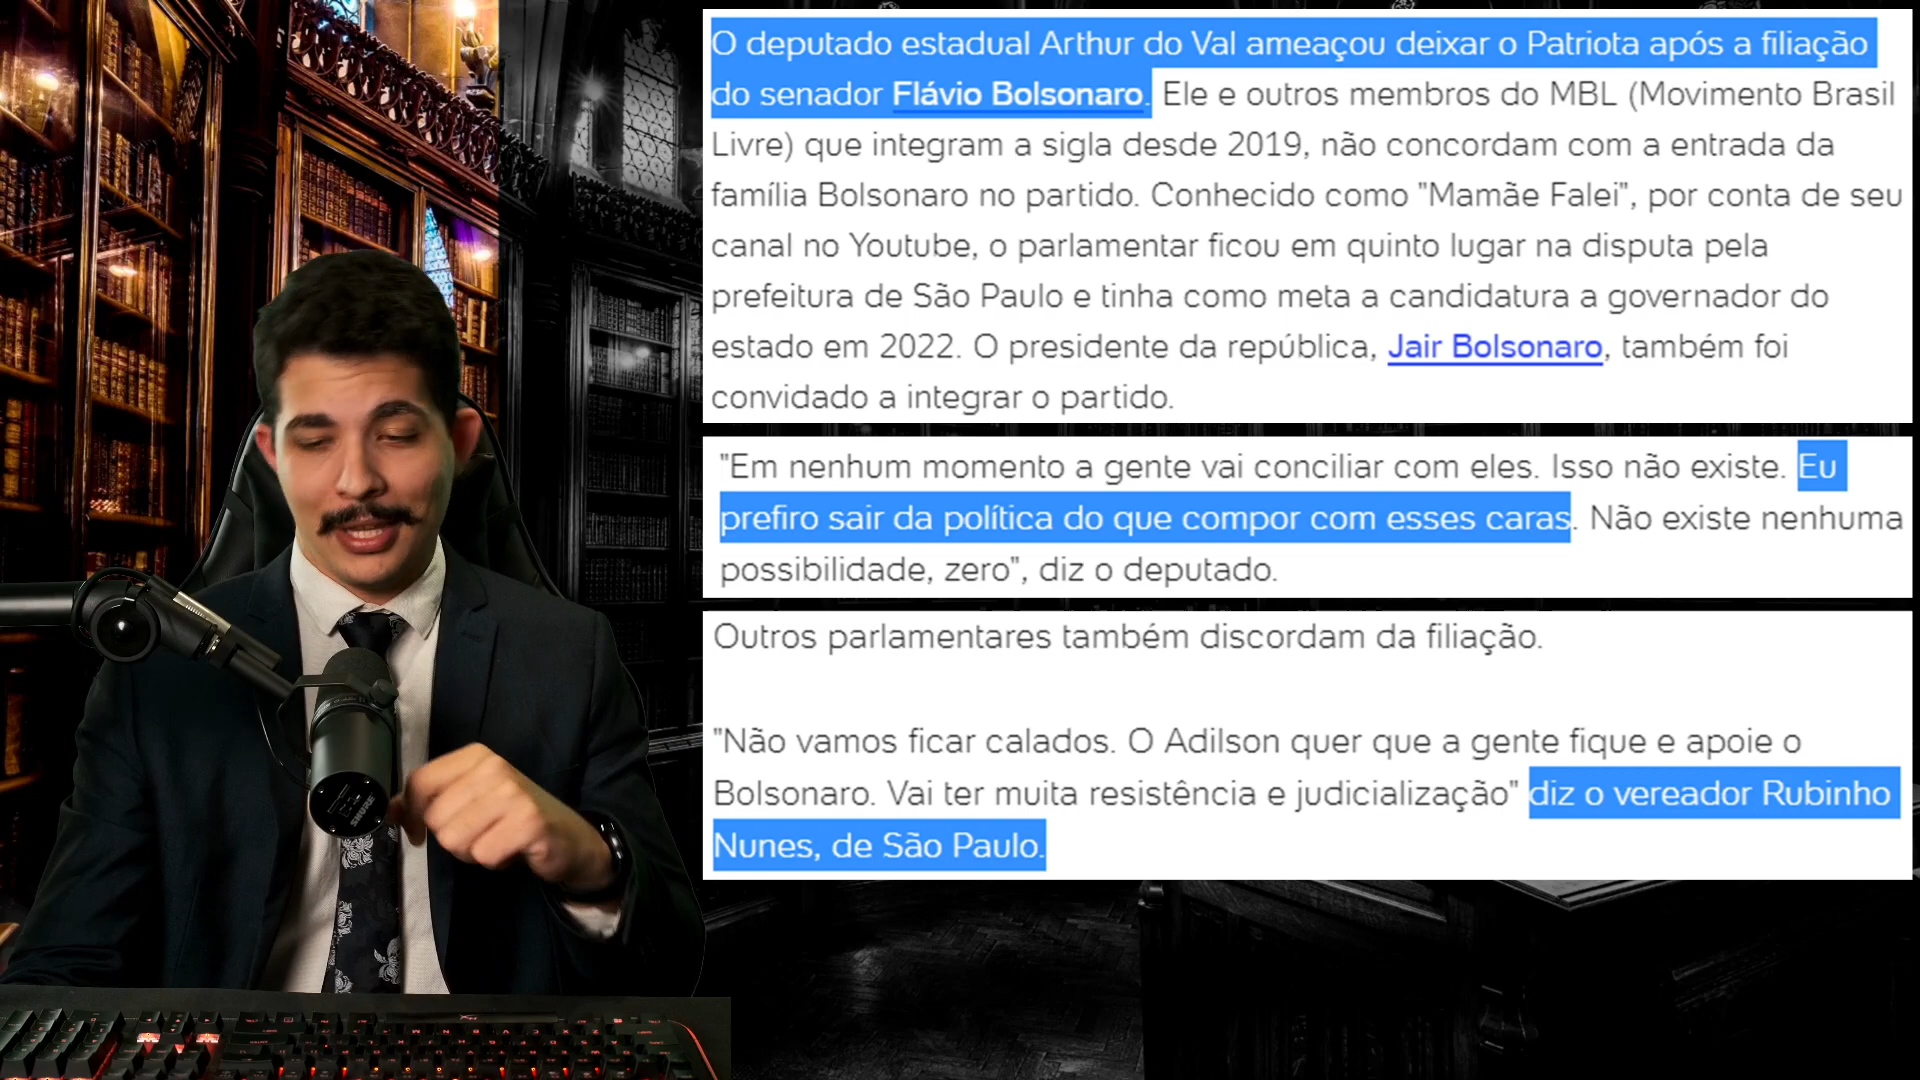 O deputado estadual Arthur do Val ameaçou deixar o Patriota após a filiação
do senador Flávio Bolsonaro. Ele e outros membros do MBL (Movimento Brasil
Livre) que integram a sigla desde 2019, não concordam com a entrada da
família Bolsonaro no partido. Conhecido como "Mamãe Falei", por conta de seu
canal no Youtube, o parlamentar ficou em quinto lugar na disputa pela
prefeitura de São Paulo e tinha como meta a candidatura a governador do
estado em 2022. O presidente da república, Jair Bolsonaro, também foi
convidado a integrar o partido.
"Em nenhum momento a gente vai conciliar com eles. Isso não existe. Eu
prefiro sair da política do que compor com esses caras. Não existe nenhuma
possibilidade, zero", diz o deputado.
Outros parlamentares também discordam da filiação.
"Não vamos ficar calados. O Adilson quer que a gente fique e apoie o
Bolsonaro. Vai ter muita resistência e judicialização" diz o vereador Rubinho
Nunes, de São Paulo.
SHURE